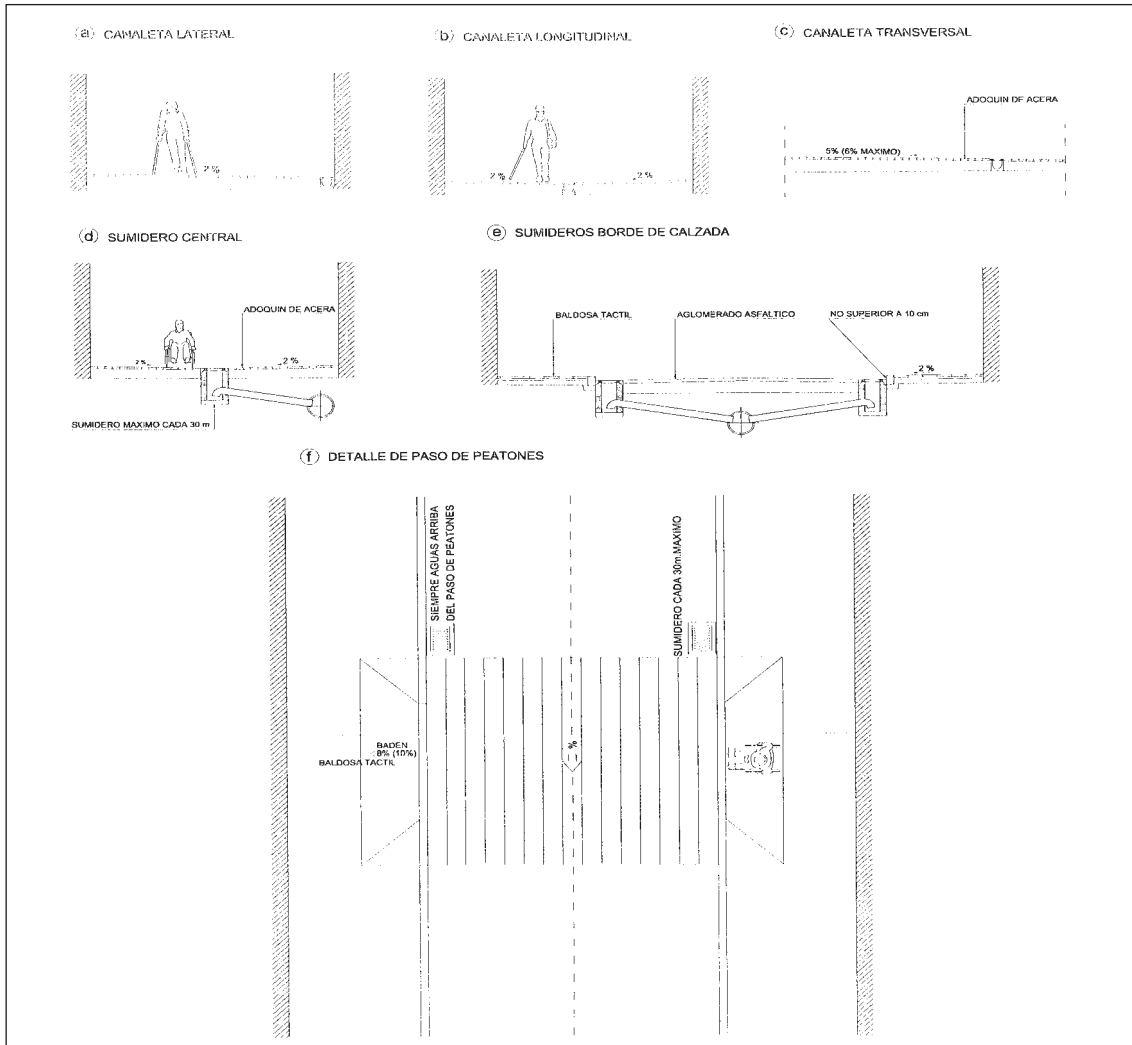 (a) CANALETA LATERAL
2 %
(b) CANALETA LONGITUDINAL
2 %
2 %
(c) CANALETA TRANSVERSAL
ADOQUIN DE ACERA
5% (6% MAXIMO)
(d) SUMIDERO CENTRAL
ADOQUIN DE ACERA
2%
2 %
SUMIDERO MAXIMO CADA 30 m
(e) SUMIDEROS BORDE DE CALZADA
BALDOSA TACTIL
AGLOMERADO ASFALTICO
NO SUPERIOR A 10 cm
2 %
(f) DETALLE DE PASO DE PEATONES
SIEMPRE AGUAS ARRIBA
DEL PASO DE PEATONES
SUMIDERO CADA 30m.MAXIMO
BADEN
8% (10%)
BALDOSA TACTIL
%